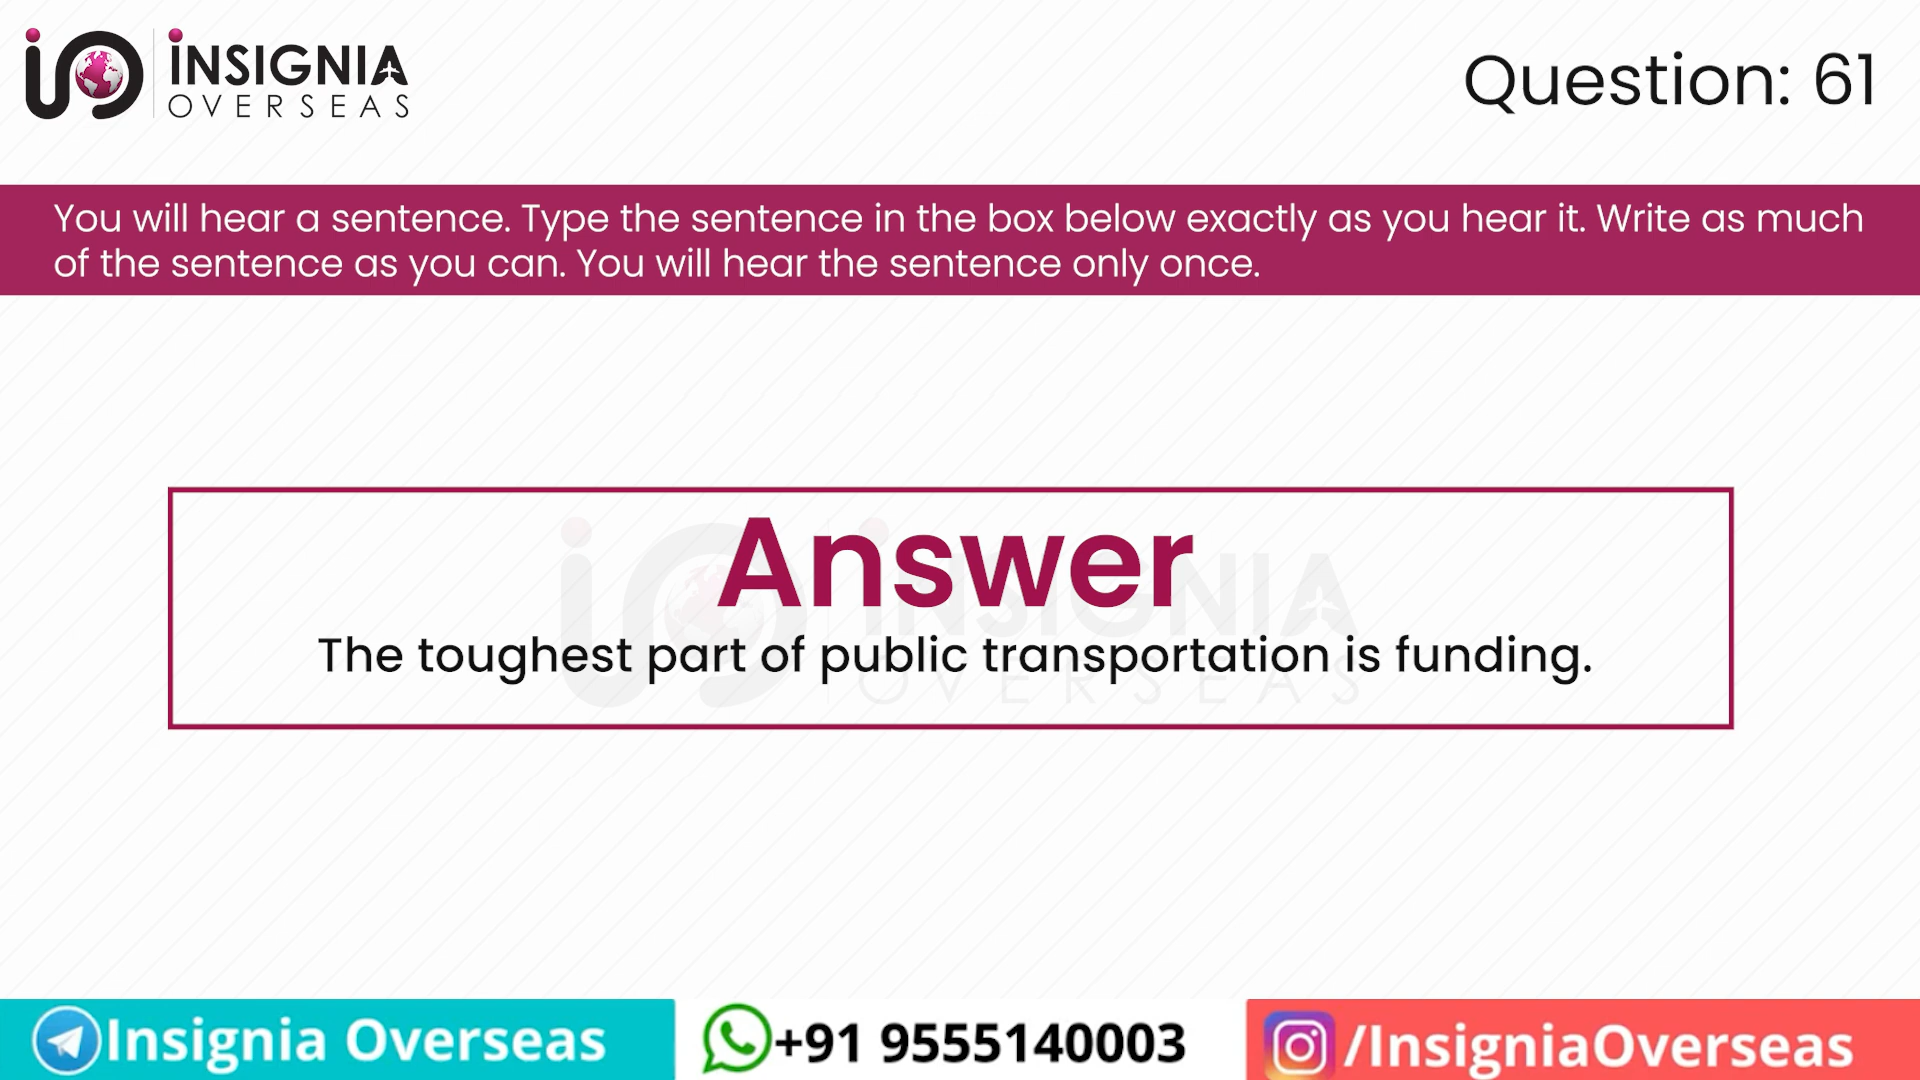 INSIGNIA
OVERSEAS
Question: 61
You will hear a sentence. Type the sentence in the box below exactly as you hear it. Write as much
of the sentence as you can. You will hear the sentence only once.
Answer
INSIGNIA
The toughest part of public transportation is funding.
OVERSEAS
Insignia Overseas
+91 9555140003
/InsigniaOverseas